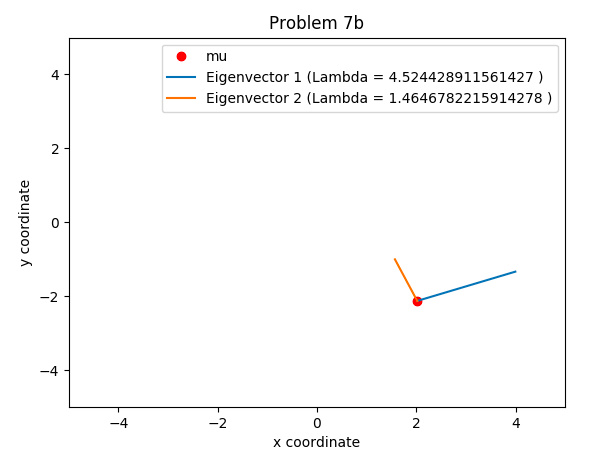 Problem 7b
mu
Eigenvector 1 (Lambda = 4.524428911561427 )
Eigenvector 2 (Lambda = 1.4646782215914278 )
4
2
0
−2
−4
y coordinate
−4 −2 0 2 4
x coordinate